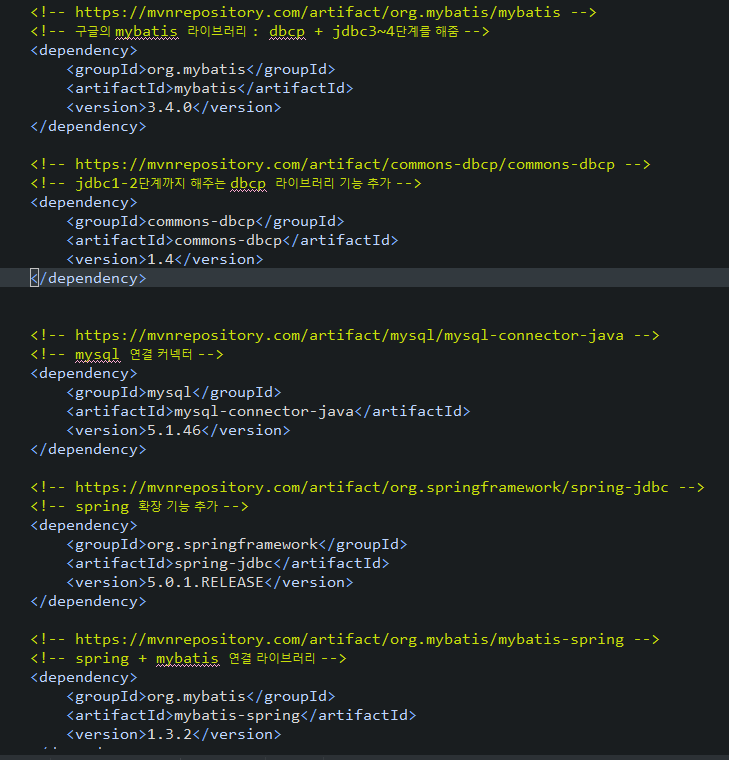 <!-- https://mvnrepository.com/artifact/org.mybatis/mybatis -->
<!-- 구글의 mybatis 라이브러리 : dbcp + jdbc3~4단계를 해줌 -->
<dependency>
<groupId>org.mybatis</groupId>
<artifactId>mybatis</artifactId>
<version>3.4.0</version>
</dependency>
<!-- https://mvnrepository.com/artifact/commons-dbcp/commons-dbcp -->
<!-- jdbc1-2단계까지 해주는 dbcp 라이브러리 기능 추가 -->
<dependency>
<groupId>commons-dbcp</groupId>
<artifactId>commons-dbcp</artifactId>
<version>1.4</version>
</dependency>
<!-- https://mvnrepository.com/artifact/mysql/mysql-connector-java -->
<!-- mysql 연결 커넥터 -->
<dependency>
<groupId>mysql</groupId>
<artifactId>mysql-connector-java</artifactId>
<version>5.1.46</version>
</dependency>
<!-- https://mvnrepository.com/artifact/org.springframework/spring-jdbc -->
<!-- spring 확장 기능 추가 -->
<dependency>
<groupId>org.springframework</groupId>
<artifactId>spring-jdbc</artifactId>
<version>5.0.1.RELEASE</version>
</dependency>
<!-- https://mvnrepository.com/artifact/org.mybatis/mybatis-spring -->
<!-- spring + mybatis 연결 라이브러리 -->
<dependency>
<groupId>org.mybatis</groupId>
<artifactId>mybatis-spring</artifactId>
<version>1.3.2</version>